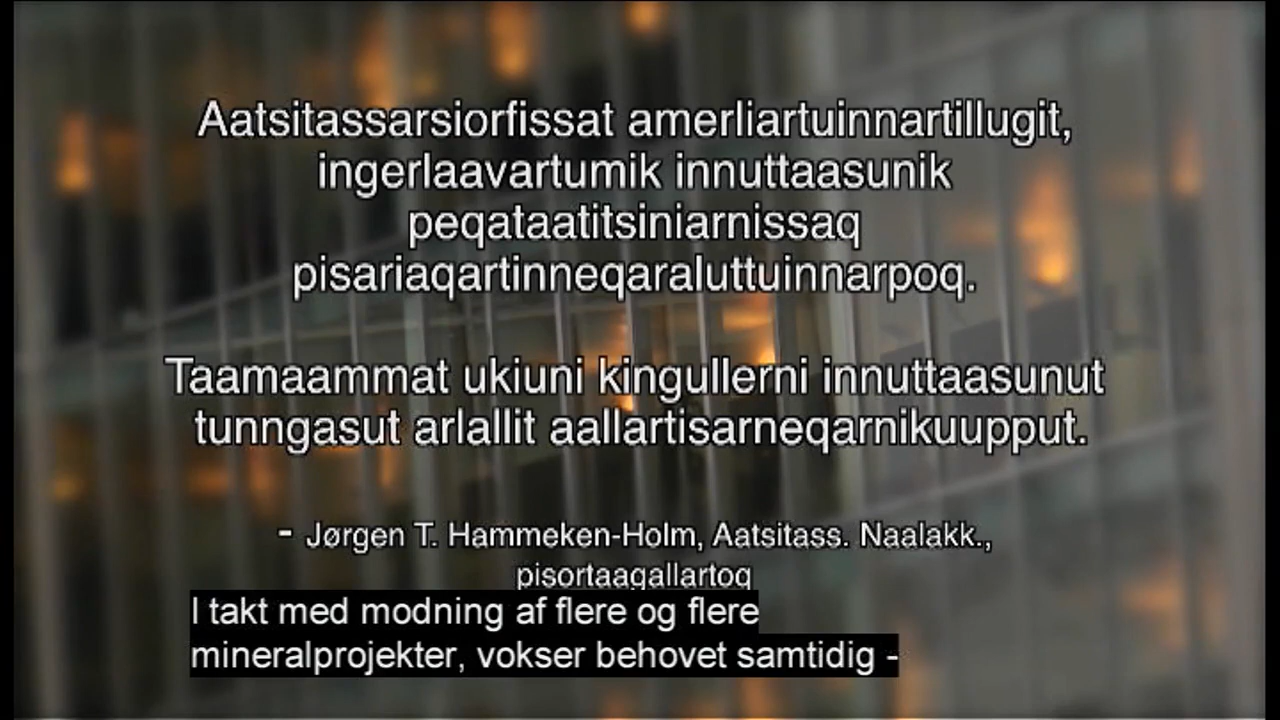 Aatsitassarsiorfissat amerliartuinnartillugit,
ingerlaavartumik innuttaasunik
peqataatitsiniarnissaq
pisariaqartinneqaraluttuinnarpoq.
Taamaammat ukiuni kingullerni innuttaasunut
tunngasut arlallit aallartisarneqarnikuupput.
- Jørgen T. Hammeken-Holm, Aatsitass. Naalakk.,
pisortaagallartoq
I takt med modning af flere og flere
mineralprojekter, vokser behovet samtidig -